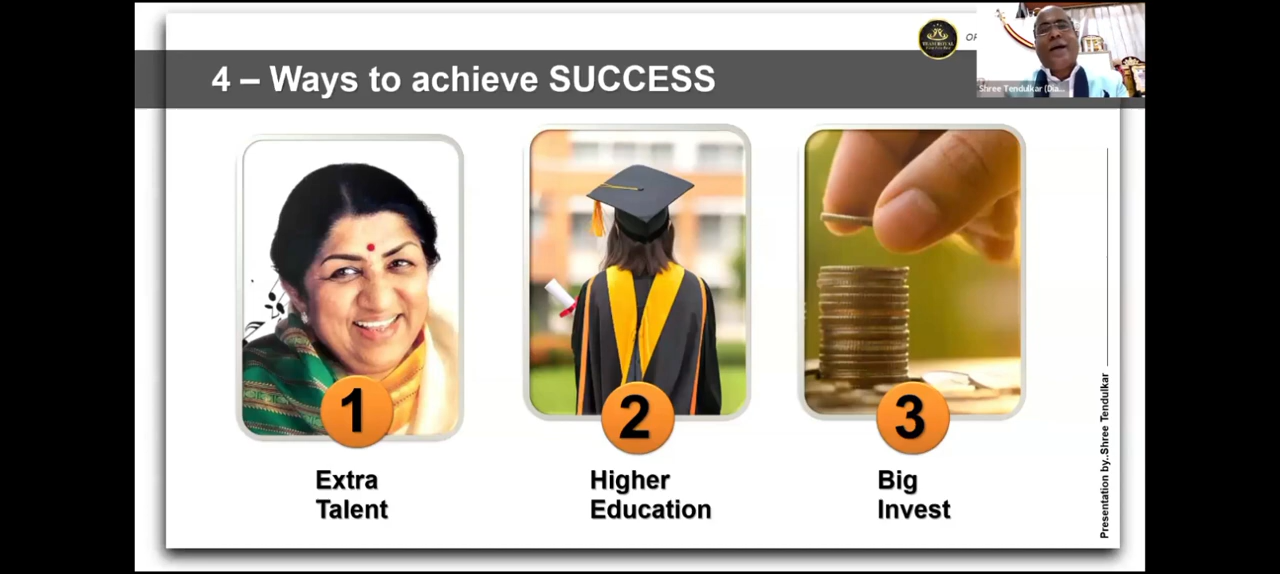 4 – Ways to achieve SUCCESS
Shree Tendulkar (Dia...
1
Extra
Talent
2
Higher
Education
3
Big
Invest
Presentation by..Shree Tendulkar